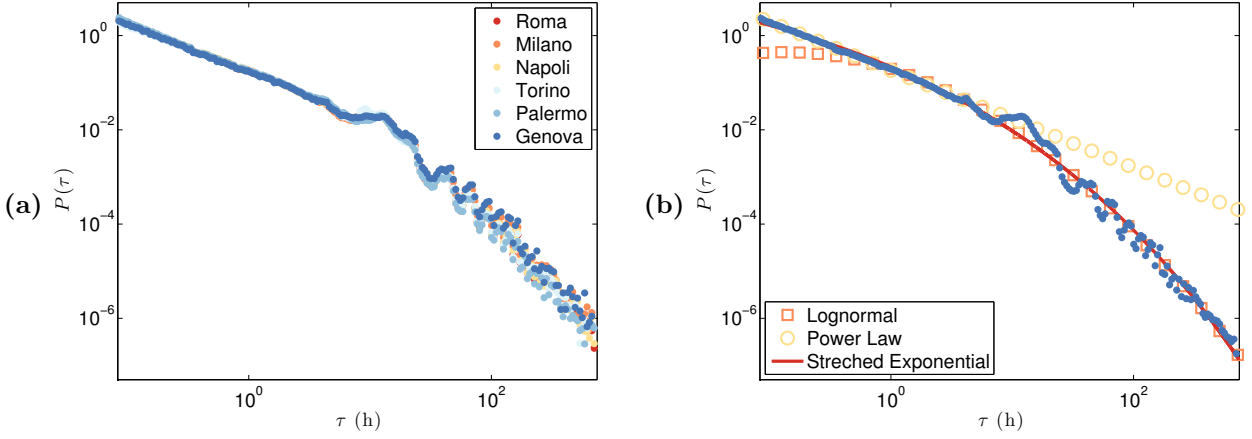 (a)
P(τ)
10^0
10^-2
10^-4
10^-6
10^0
10^2
τ (h)
Roma
Milano
Napoli
Torino
Palermo
Genova
(b)
P(τ)
10^0
10^-2
10^-4
10^-6
10^0
10^2
τ (h)
Lognormal
Power Law
Streched Exponential